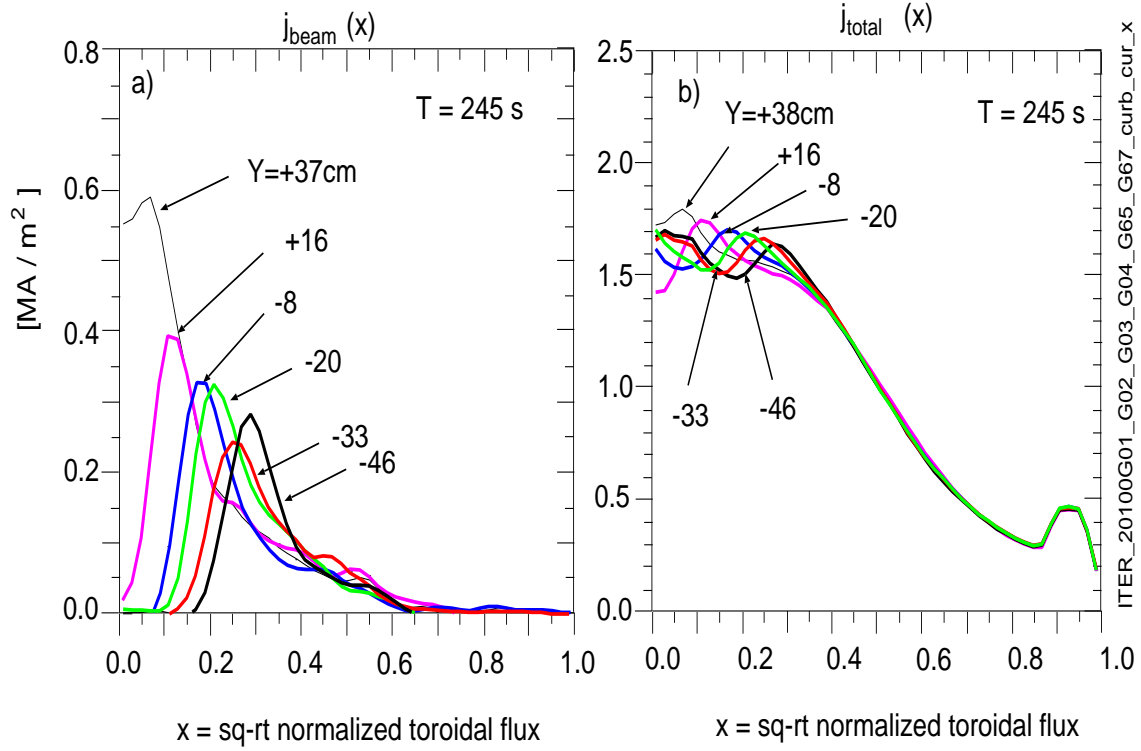 j_beam (x)
0.8
0.6
0.4
0.2
0.0
[MA / m²]
a)
T = 245 s
Y=+37cm
+16
-8
-20
-33
-46
0.0 0.2 0.4 0.6 0.8 1.0
x = sq-rt normalized toroidal flux
j_total (x)
2.5
2.0
1.5
1.0
0.5
0.0
b)
T = 245 s
Y=+38cm
+16
-8
-20
-33
-46
0.0 0.2 0.4 0.6 0.8 1.0
x = sq-rt normalized toroidal flux
ITER_20100G01_G02_G03_G04_G65_G67_curb_cur_x